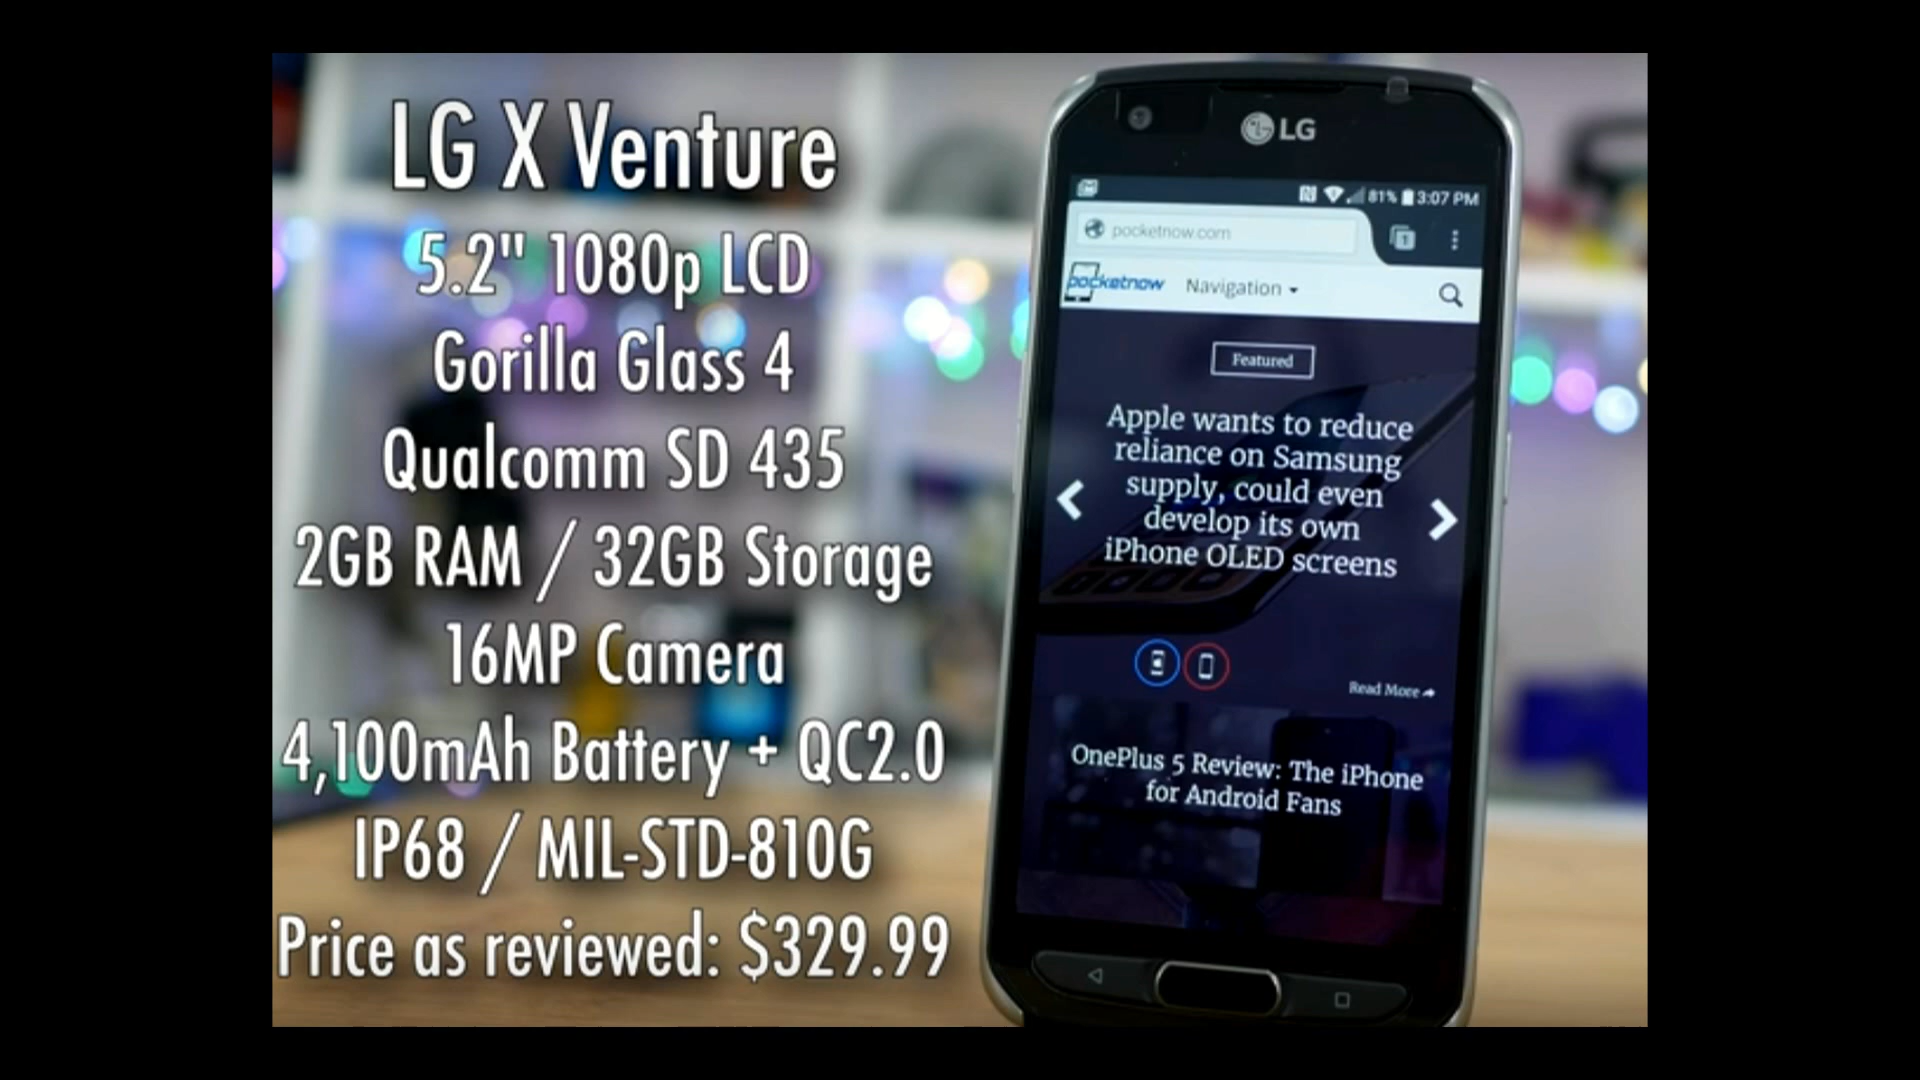 LG X Venture
5.2" 1080p LCD
Gorilla Glass 4
Qualcomm SD 435
2GB RAM / 32GB Storage
16MP Camera
4,100mAh Battery + QC2.0
IP68 / MIL-STD-810G
Price as reviewed: $329.99
LG
81% 3:07 PM
pocketnow.com
1
pocketnow Navigation
Featured
Apple wants to reduce
reliance on Samsung
supply, could even
develop its own
iPhone OLED screens
Read More
OnePlus 5 Review: The iPhone
for Android Fans